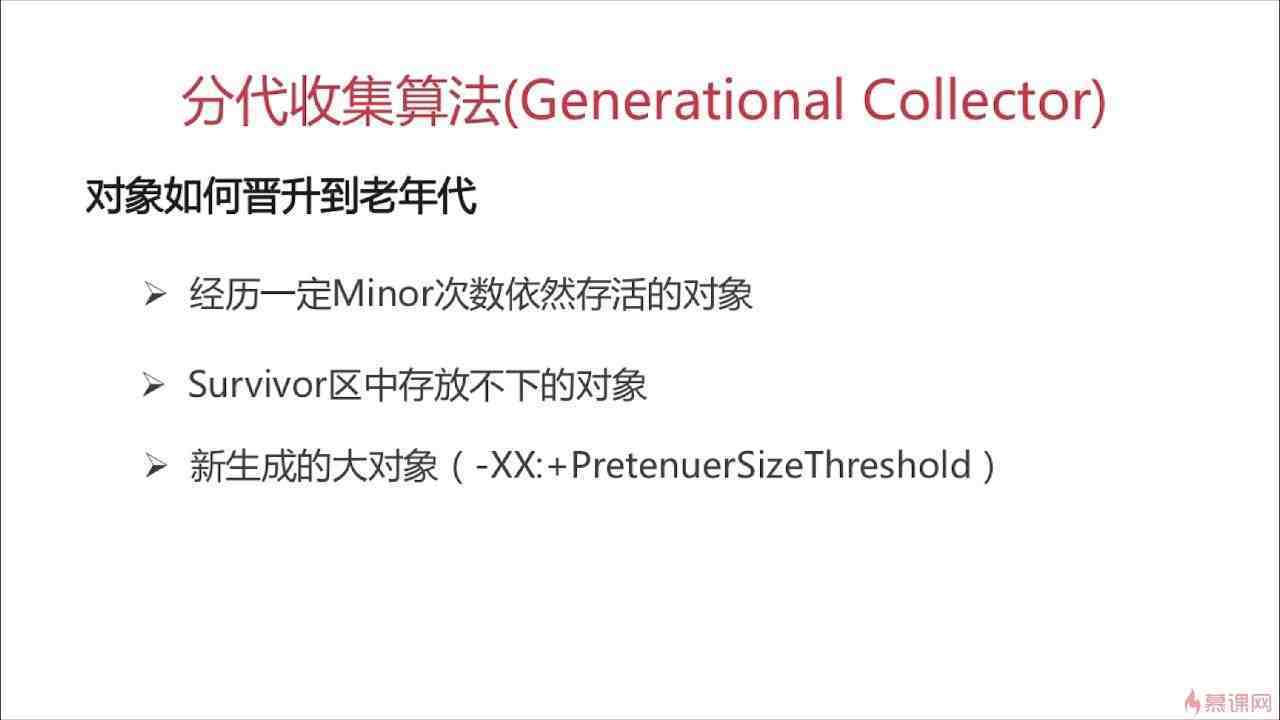 分代收集算法(Generational Collector)
对象如何晋升到老年代
经历一定Minor次数依然存活的对象
Survivor区中存放不下的对象
新生成的大对象（-XX:+PretenuerSizeThreshold）
慕课网